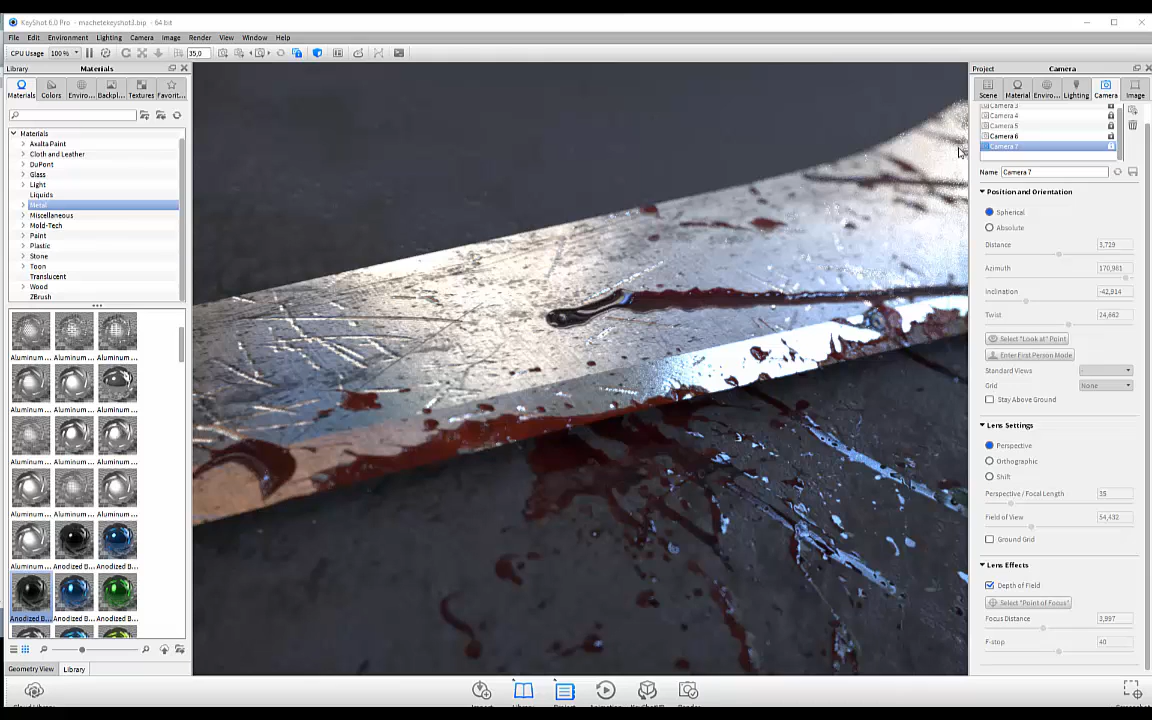 KeyShot 6.0 Pro - machetekeyshot3.bip - 64 bit
File Edit Environment Lighting Camera Image Render View Window Help
CPU Usage 100 % 35,0
Library Materials
Materials Colors Enviro... Backpl... Textures Favorit...
Materials
Axalta Paint
Cloth and Leather
DuPont
Glass
Light
Liquids
Metal
Miscellaneous
Mold-Tech
Paint
Plastic
Stone
Toon
Translucent
Wood
ZBrush
Aluminum ... Aluminum ... Aluminum ...
Aluminum ... Aluminum ... Aluminum ...
Aluminum ... Aluminum ... Aluminum ...
Aluminum ... Aluminum ... Aluminum ...
Aluminum ... Anodized B... Anodized B...
Anodized B... Anodized B... Anodized B...
Geometry View Library
Project Camera
Scene Material Enviro... Lighting Camera Image
Camera 3
Camera 4
Camera 5
Camera 6
Camera 7
Name Camera 7
Position and Orientation
Spherical
Absolute
Distance 3,729
Azimuth 170,981
Inclination -42,914
Twist 24,662
Select "Look at" Point
Enter First Person Mode
Standard Views -
Grid None
Stay Above Ground
Lens Settings
Perspective
Orthographic
Shift
Perspective / Focal Length 35
Field of View 54,432
Ground Grid
Lens Effects
Depth of Field
Select "Point of Focus"
Focus Distance 3,997
F-stop 40